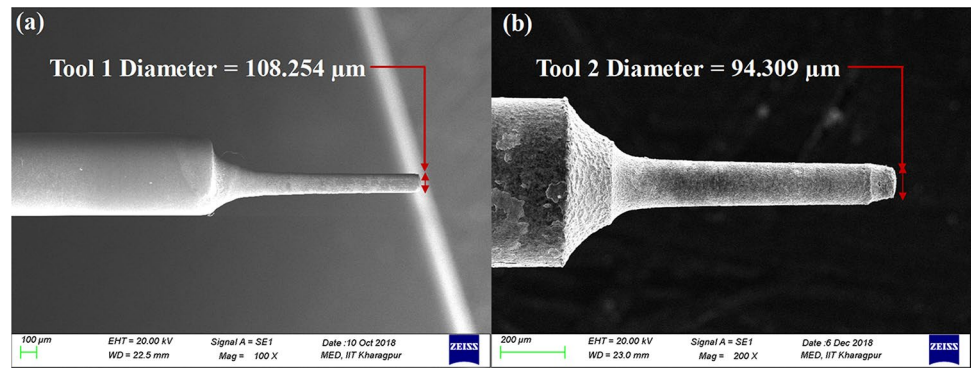 (a)
Tool 1 Diameter = 108.254 μm
100 μm
EHT = 20.00 kV
WD = 22.5 mm
Signal A = SE1
Mag = 100 X
Date :10 Oct 2018
MED, IIT Kharagpur
ZEISS
(b)
Tool 2 Diameter = 94.309 μm
200 μm
EHT = 20.00 kV
WD = 23.0 mm
Signal A = SE1
Mag = 200 X
Date :6 Dec 2018
MED, IIT Kharagpur
ZEISS